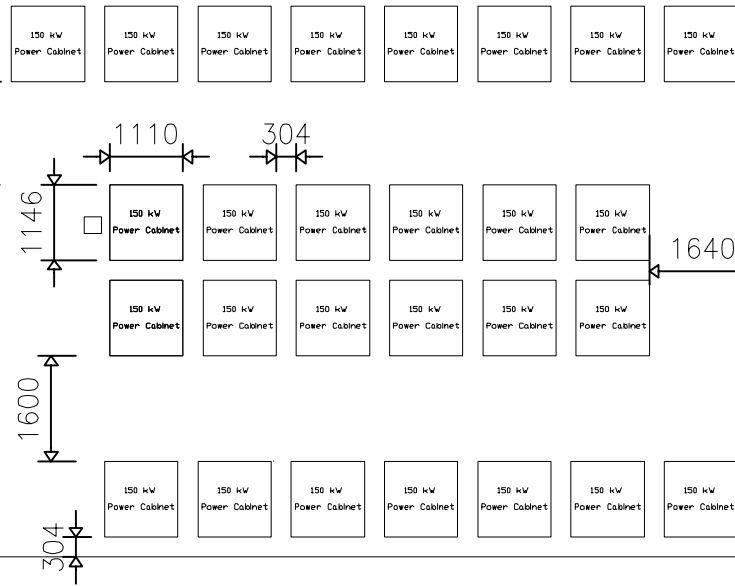 150 kW 150 kW 150 kW 150 kW 150 kW 150 kW 150 kW 150 kW
Power Cabinet Power Cabinet Power Cabinet Power Cabinet Power Cabinet Power Cabinet Power Cabinet Power Cabinet
1110 304
1146
150 kW 150 kW 150 kW 150 kW 150 kW 150 kW
Power Cabinet Power Cabinet Power Cabinet Power Cabinet Power Cabinet Power Cabinet
1640
150 kW 150 kW 150 kW 150 kW 150 kW 150 kW
Power Cabinet Power Cabinet Power Cabinet Power Cabinet Power Cabinet Power Cabinet
1600
150 kW 150 kW 150 kW 150 kW 150 kW 150 kW 150 kW
Power Cabinet Power Cabinet Power Cabinet Power Cabinet Power Cabinet Power Cabinet Power Cabinet
304